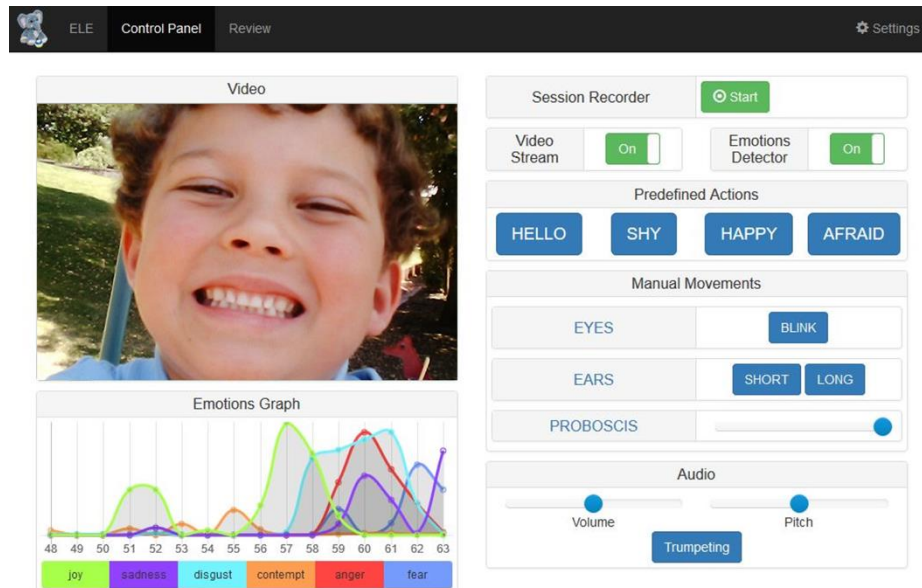 ELE Control Panel Review Settings
Video
Session Recorder Start
Video
Stream
On
Emotions
Detector
On
Predefined Actions
HELLO SHY HAPPY AFRAID
Manual Movements
EYES BLINK
EARS SHORT LONG
PROBOSCIS
Emotions Graph
48 49 50 51 52 53 54 55 56 57 58 59 60 61 62 63
joy sadness disgust contempt anger fear
Audio
Volume Pitch
Trumpeting